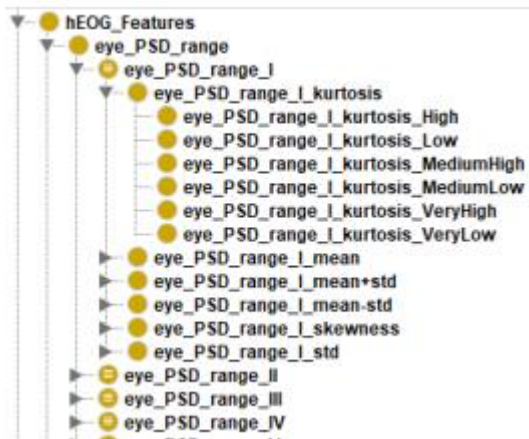 hEOG_Features
eye_PSD_range
eye_PSD_range_I
eye_PSD_range_I_kurtosis
eye_PSD_range_I_kurtosis_High
eye_PSD_range_I_kurtosis_Low
eye_PSD_range_I_kurtosis_MediumHigh
eye_PSD_range_I_kurtosis_MediumLow
eye_PSD_range_I_kurtosis_VeryHigh
eye_PSD_range_I_kurtosis_VeryLow
eye_PSD_range_I_mean
eye_PSD_range_I_mean+std
eye_PSD_range_I_mean-std
eye_PSD_range_I_skewness
eye_PSD_range_I_std
eye_PSD_range_II
eye_PSD_range_III
eye_PSD_range_IV